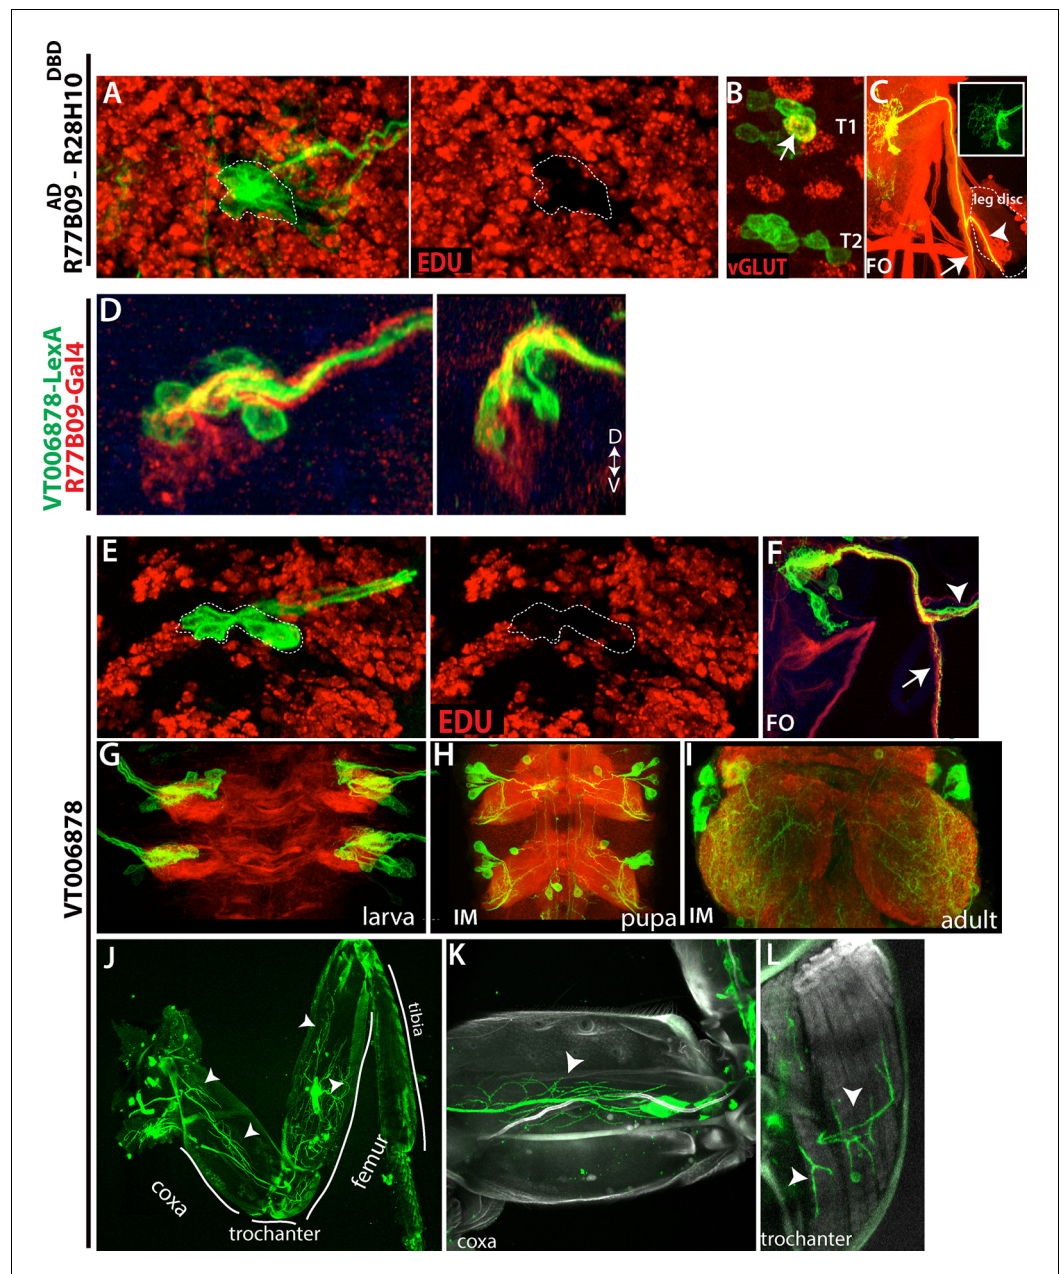 AD DBD
R77B09 - R28H10
A
EDU
B
T1
T2
vGLUT
C
leg disc
FO
VT006878-LexA
R77B09-Gal4
D
D
V
VT006878
E
EDU
F
FO
G
larva
H
IM
pupa
I
IM
adult
J
coxa
trochanter
femur
tibia
K
coxa
L
trochanter